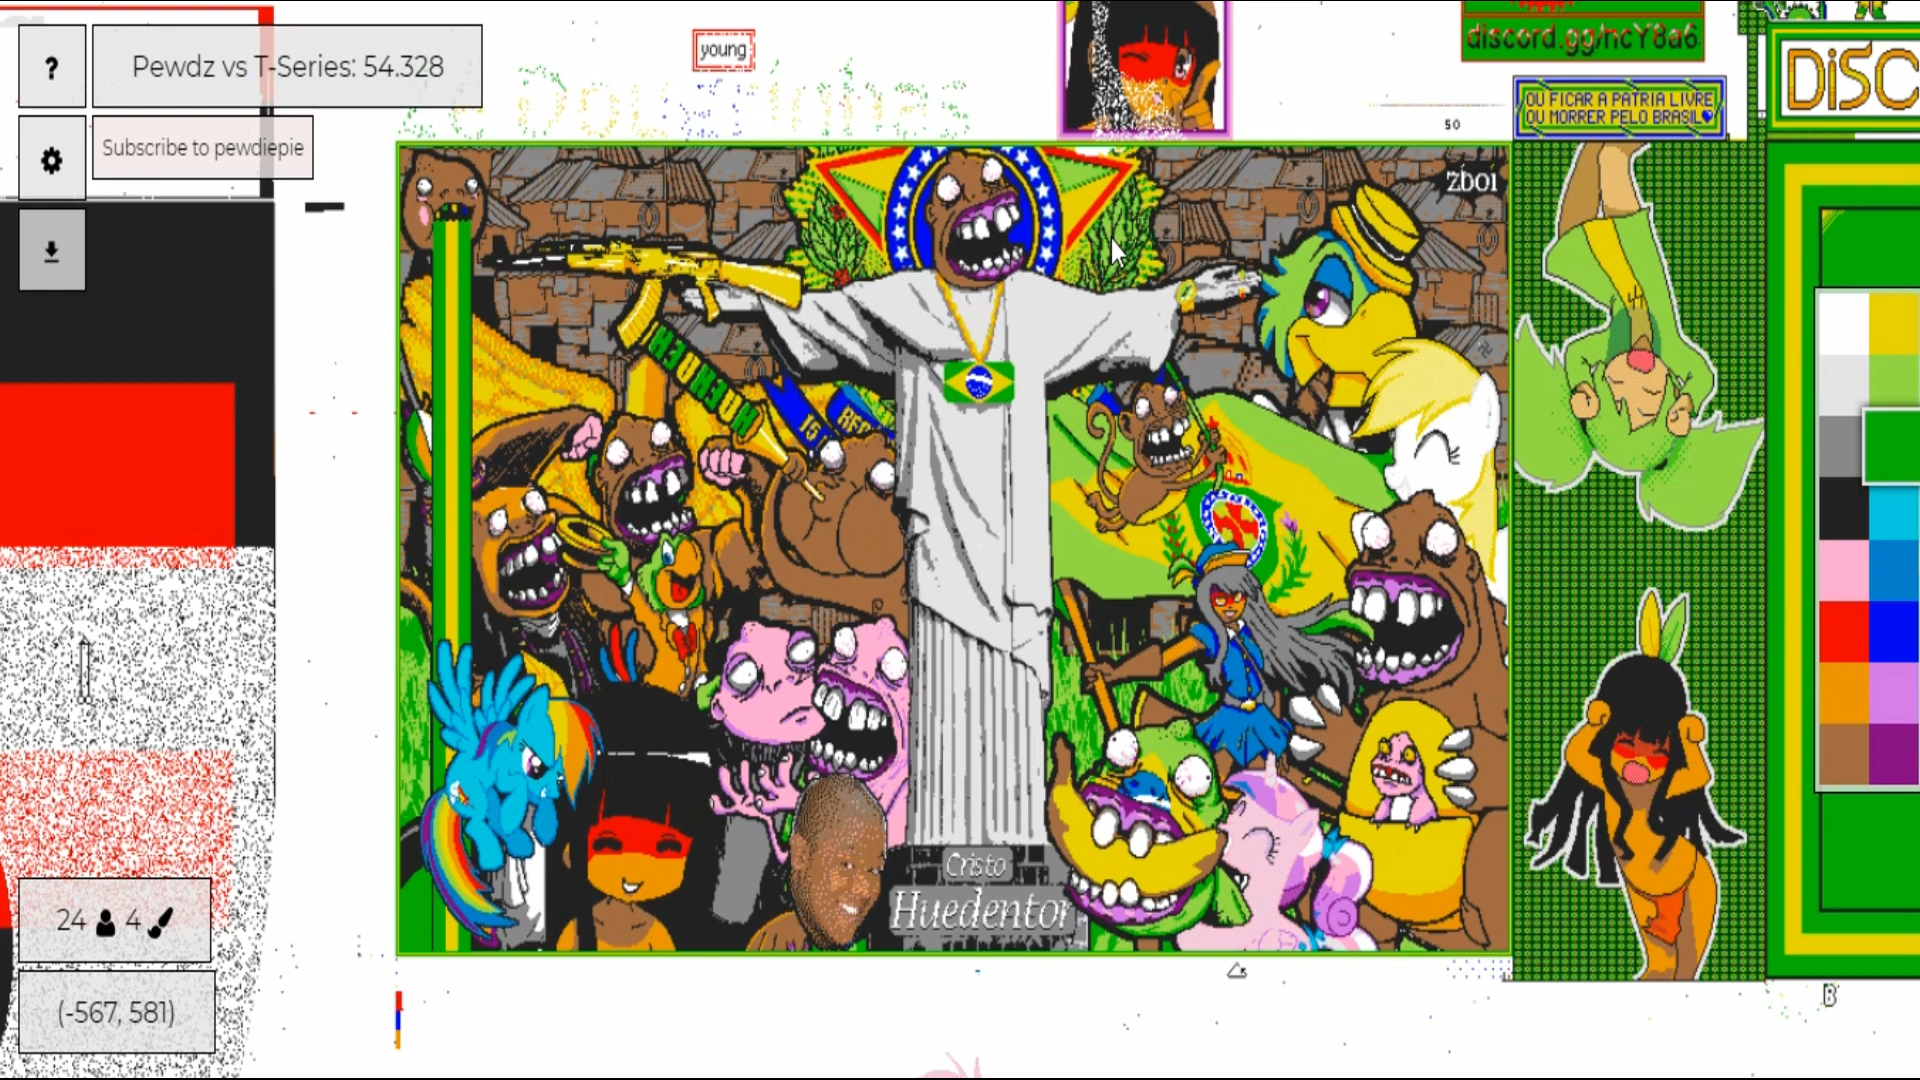 ?
Pewdz vs T-Series: 54.328
Subscribe to pewdiepie
young
discord.gg/ncY8a6
DiSC
OU FICAR A PATRIA LIVRE
OU MORRER PELO BRASIL
50
zboi
HUEHUEH
15
Cristo
Huedentor
24 4
(-567, 581)
B